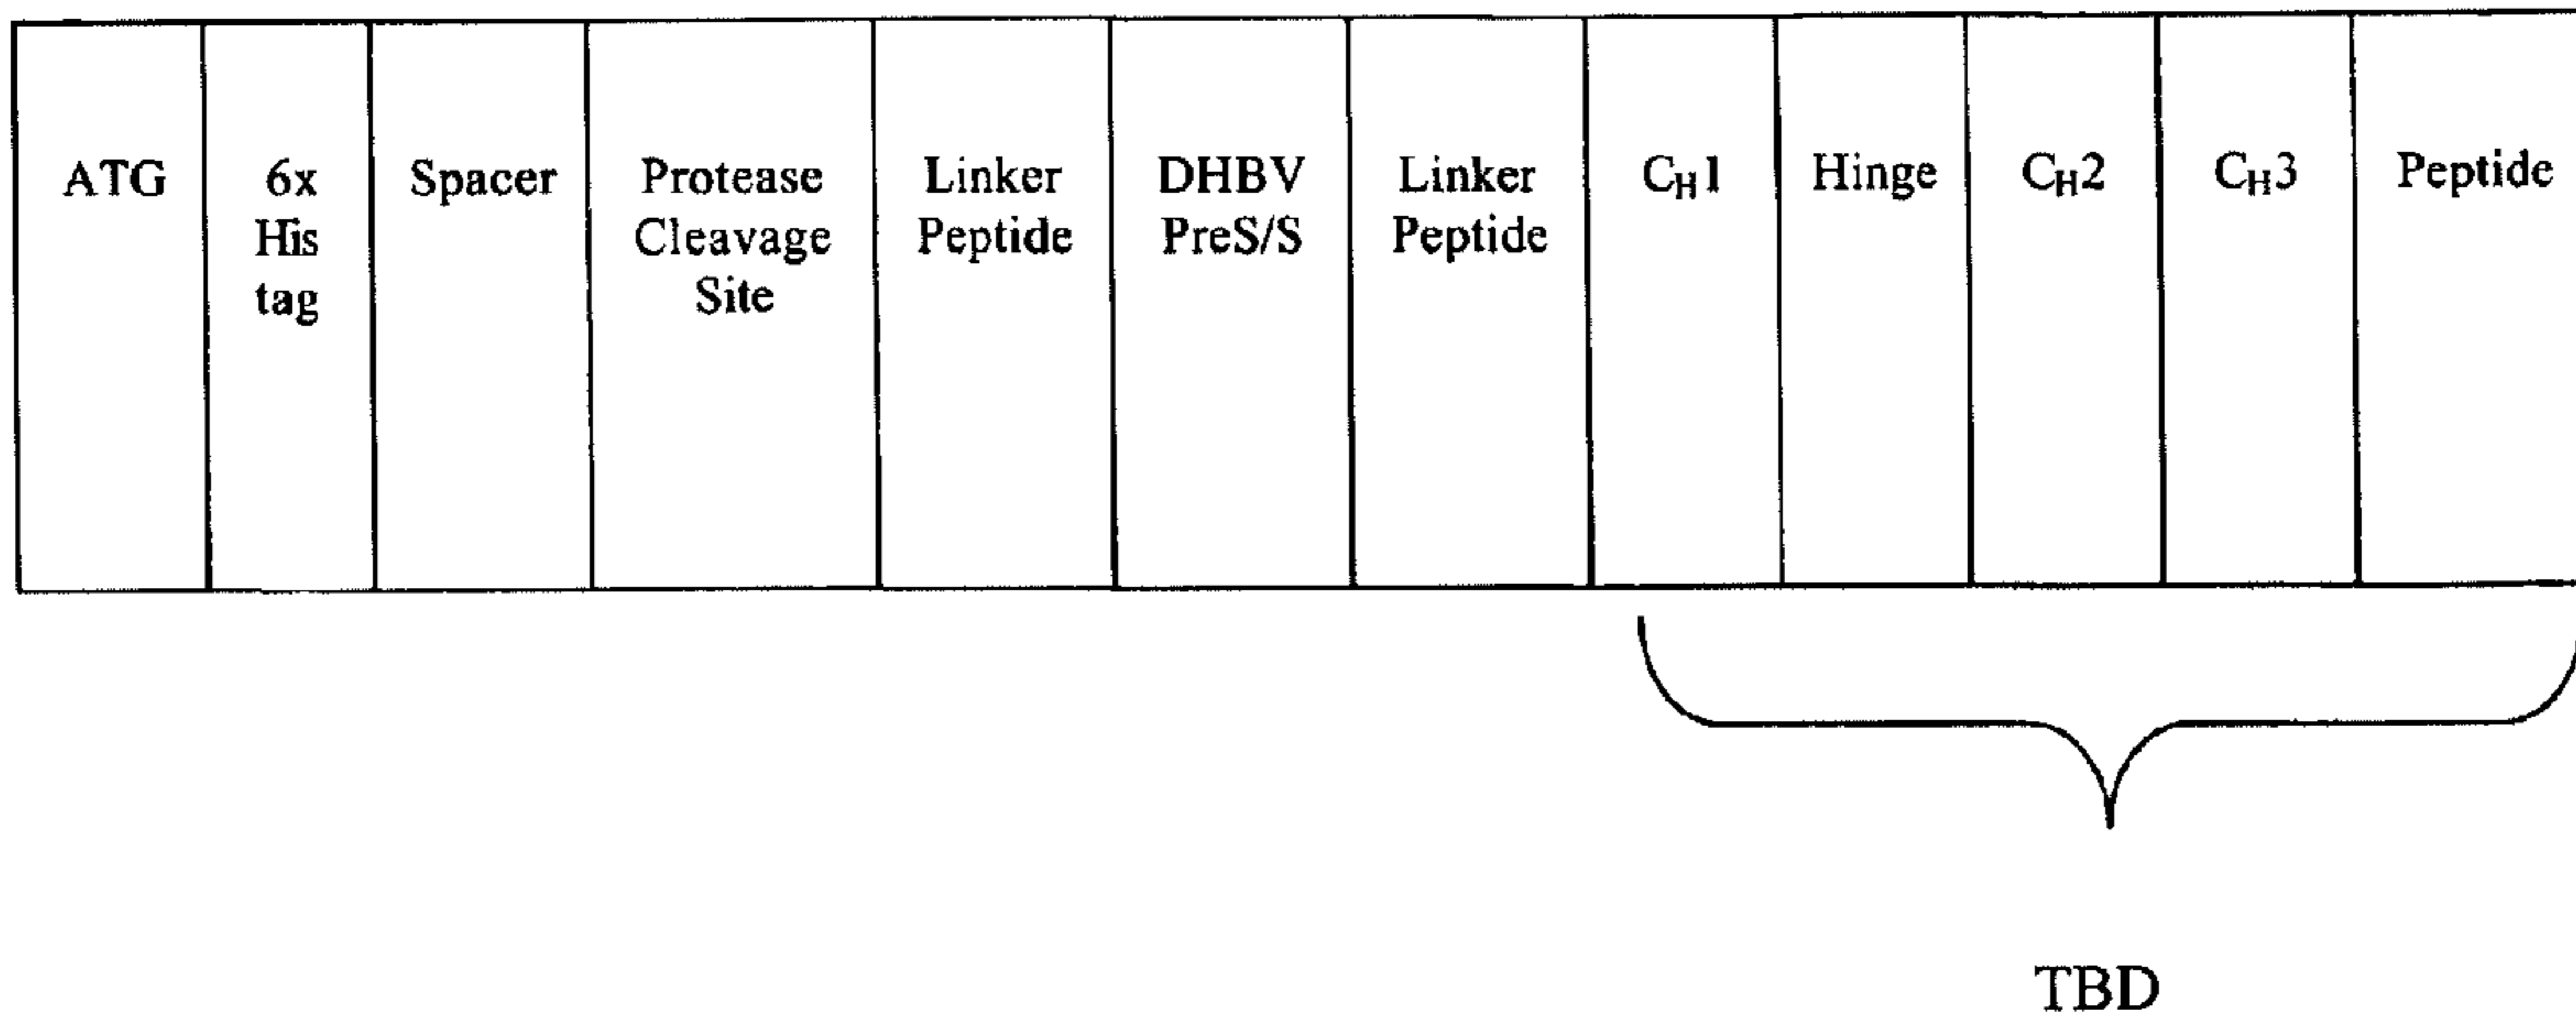 ATG
6x
His
tag
Spacer
Protease
Cleavage
Site
Linker
Peptide
DHBV
PreS/S
Linker
Peptide
CH1
Hinge
CH2
CH3
Peptide
TBD